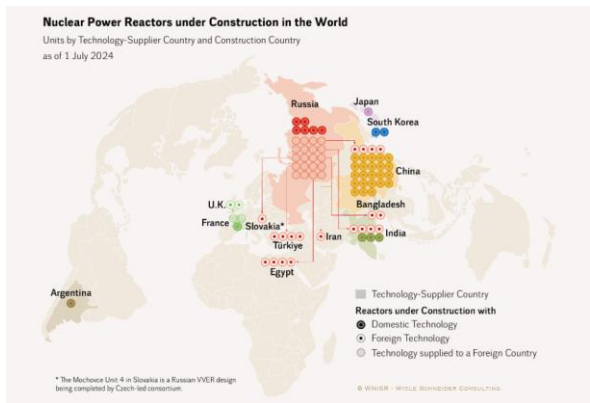 Nuclear Power Reactors under Construction in the World
Units by Technology-Supplier Country and Construction Country
as of 1 July 2024
Russia
Japan
South Korea
China
U.K.
Bangladesh
France
Slovakia*
India
Iran
Türkiye
Egypt
Argentina
Technology-Supplier Country
Reactors under Construction with
Domestic Technology
Foreign Technology
Technology supplied to a Foreign Country
* The Mochovce Unit 4 in Slovakia is a Russian VVER design
being completed by Czech-led consortium.
© WNISR - Mycle Schneider Consulting